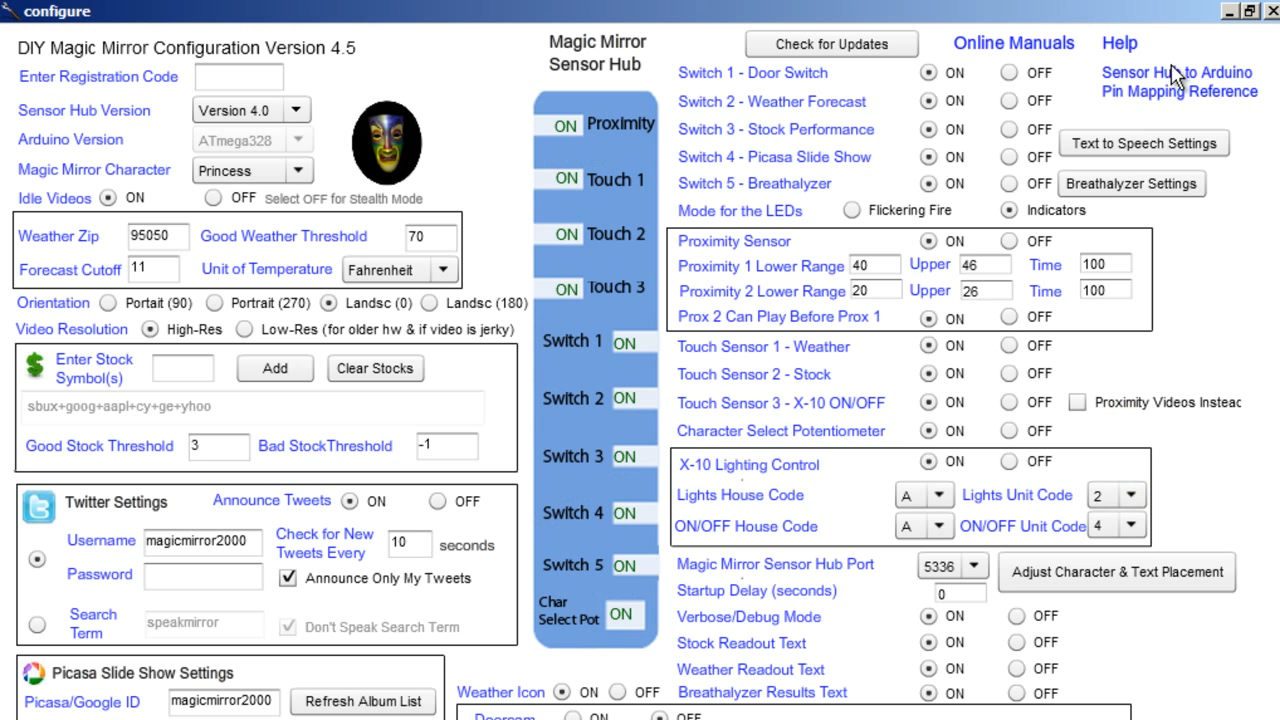 configure
DIY Magic Mirror Configuration Version 4.5
Enter Registration Code
Sensor Hub Version Version 4.0
Arduino Version ATmega328
Magic Mirror Character Princess
Idle Videos ON OFF Select OFF for Stealth Mode
Weather Zip 95050 Good Weather Threshold 70
Forecast Cutoff 11 Unit of Temperature Fahrenheit
Orientation Portait (90) Portrait (270) Landsc (0) Landsc (180)
Video Resolution High-Res Low-Res (for older hw & if video is jerky)
Enter Stock
Symbol(s) Add Clear Stocks
sbux+goog+aapl+cy+ge+yhoo
Good Stock Threshold 3 Bad StockThreshold -1
Twitter Settings Announce Tweets ON OFF
Username magicmirror2000 Check for New
Tweets Every 10 seconds
Password Announce Only My Tweets
Search
Term speakmirror Don't Speak Search Term
Picasa Slide Show Settings
Picasa/Google ID magicmirror2000 Refresh Album List
Magic Mirror
Sensor Hub
ON Proximity
ON Touch 1
ON Touch 2
ON Touch 3
Switch 1 ON
Switch 2 ON
Switch 3 ON
Switch 4 ON
Switch 5 ON
Char
Select Pot ON
Weather Icon ON OFF
Check for Updates Online Manuals Help
Switch 1 - Door Switch ON OFF
Sensor Hub to Arduino
Pin Mapping Reference
Switch 2 - Weather Forecast ON OFF
Switch 3 - Stock Performance ON OFF
Text to Speech Settings
Switch 4 - Picasa Slide Show ON OFF
Switch 5 - Breathalyzer ON OFF Breathalyzer Settings
Mode for the LEDs Flickering Fire Indicators
Proximity Sensor ON OFF
Proximity 1 Lower Range 40 Upper 46 Time 100
Proximity 2 Lower Range 20 Upper 26 Time 100
Prox 2 Can Play Before Prox 1 ON OFF
Touch Sensor 1 - Weather ON OFF
Touch Sensor 2 - Stock ON OFF
Touch Sensor 3 - X-10 ON/OFF ON OFF Proximity Videos Instead
Character Select Potentiometer ON OFF
X-10 Lighting Control ON OFF
Lights House Code A Lights Unit Code 2
ON/OFF House Code A ON/OFF Unit Code 4
Magic Mirror Sensor Hub Port 5336 Adjust Character & Text Placement
Startup Delay (seconds) 0
Verbose/Debug Mode ON OFF
Stock Readout Text ON OFF
Weather Readout Text ON OFF
Breathalyzer Results Text ON OFF
Doorcam ON OFF